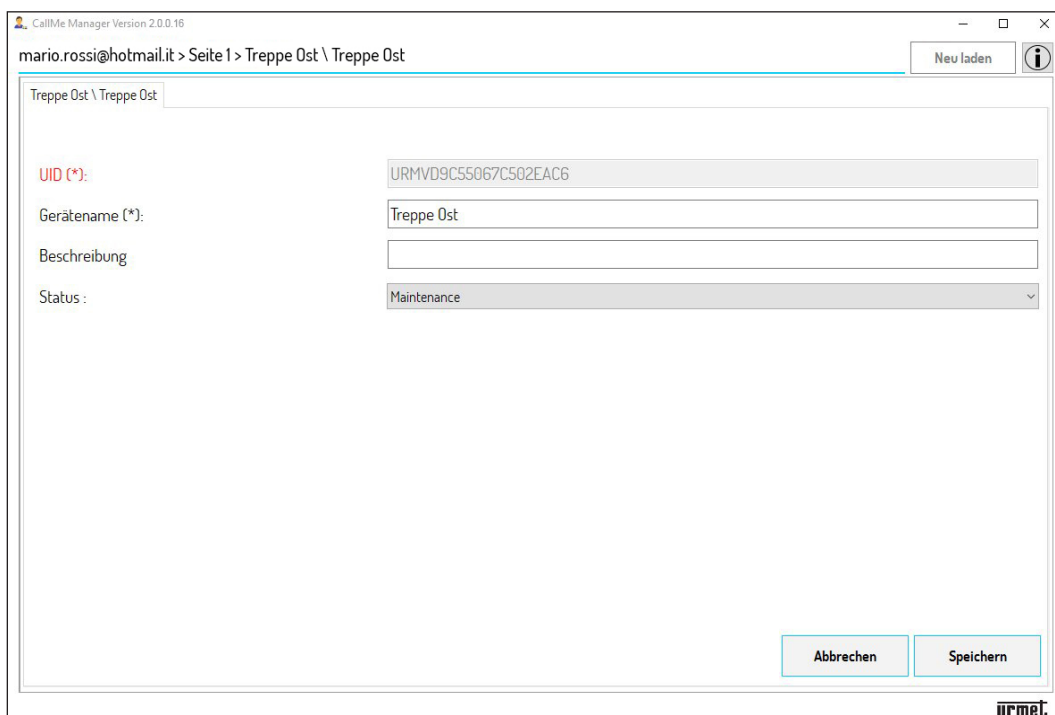 CallMe Manager Version 2.0.0.16
mario.rossi@hotmail.it > Seite 1 > Treppe Ost \ Treppe Ost
Neu laden
Treppe Ost \ Treppe Ost
UID (*): URMVD9C55067C502EAC6
Gerätename (*): Treppe Ost
Beschreibung
Status : Maintenance
Abbrechen Speichern
urmet